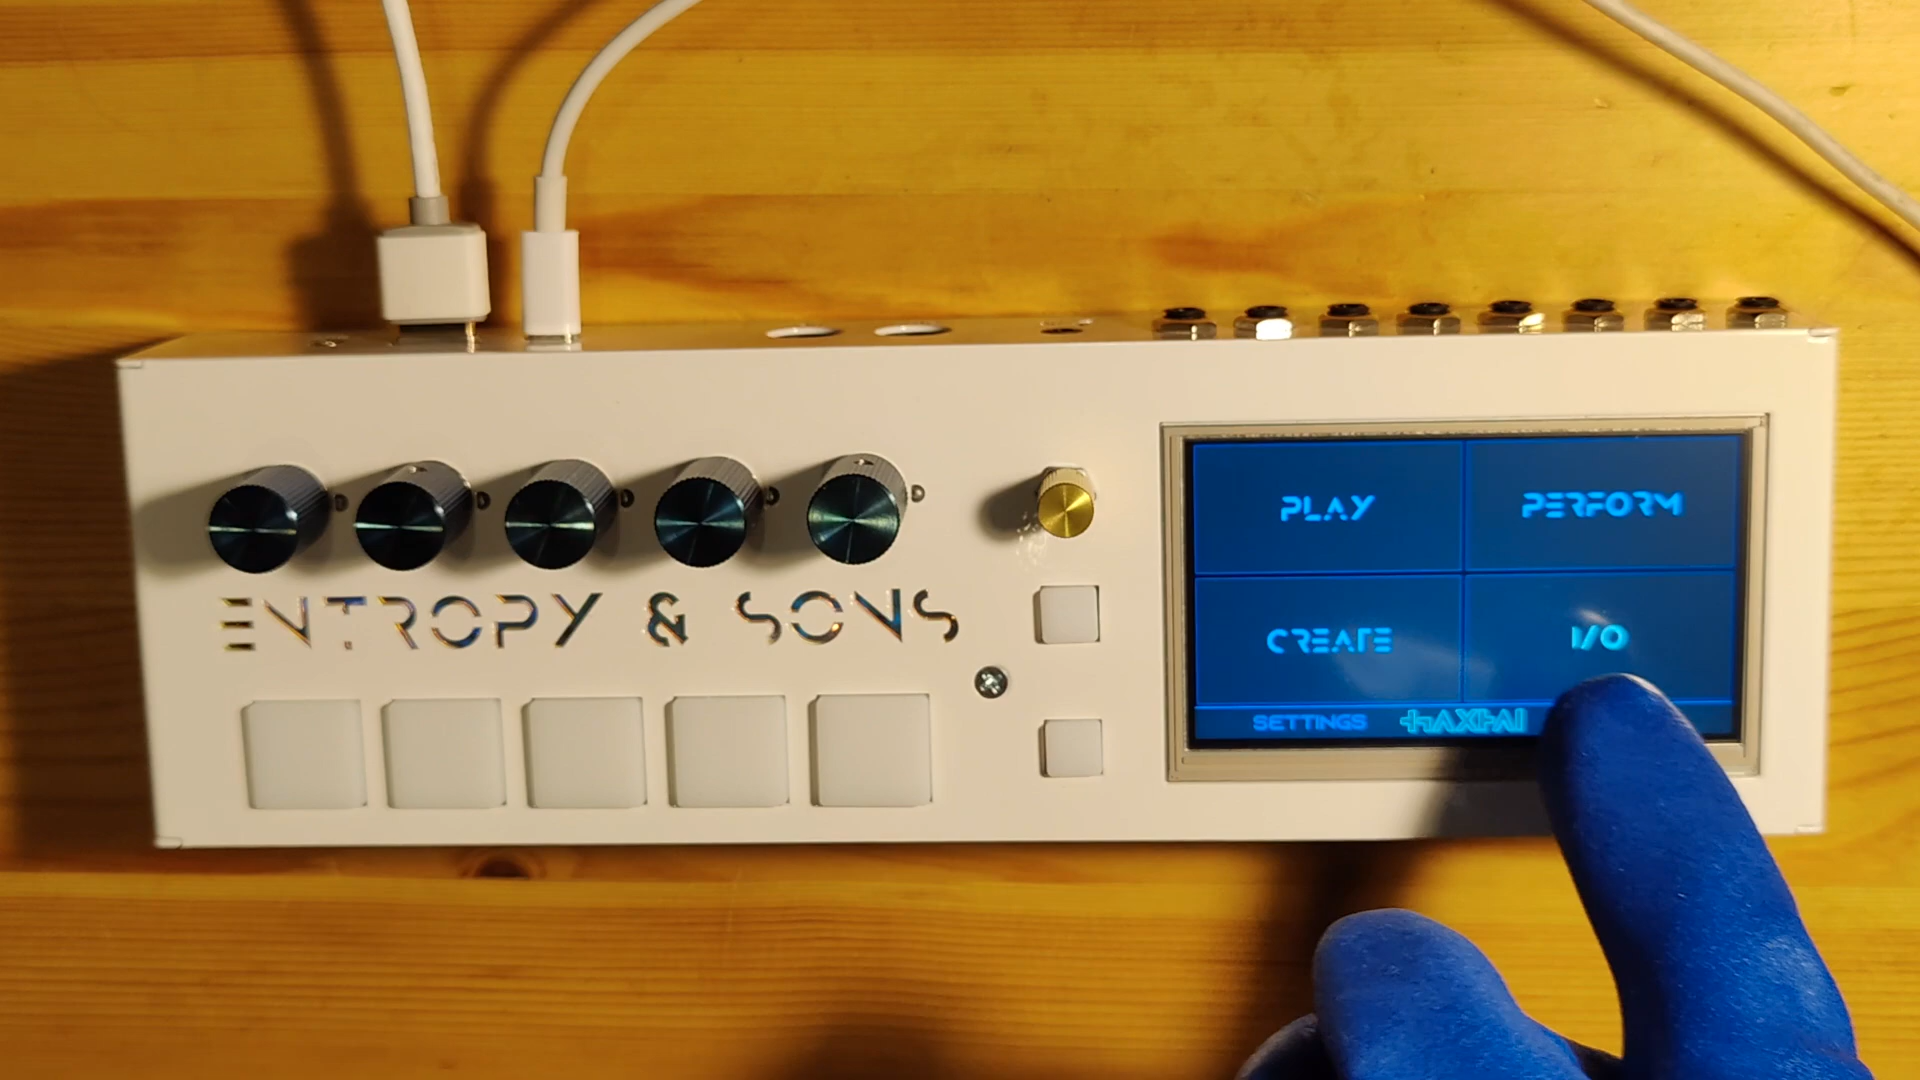 ENTROPY & SONS
PLAY
PERFORM
CREATE
I/O
SETTINGS